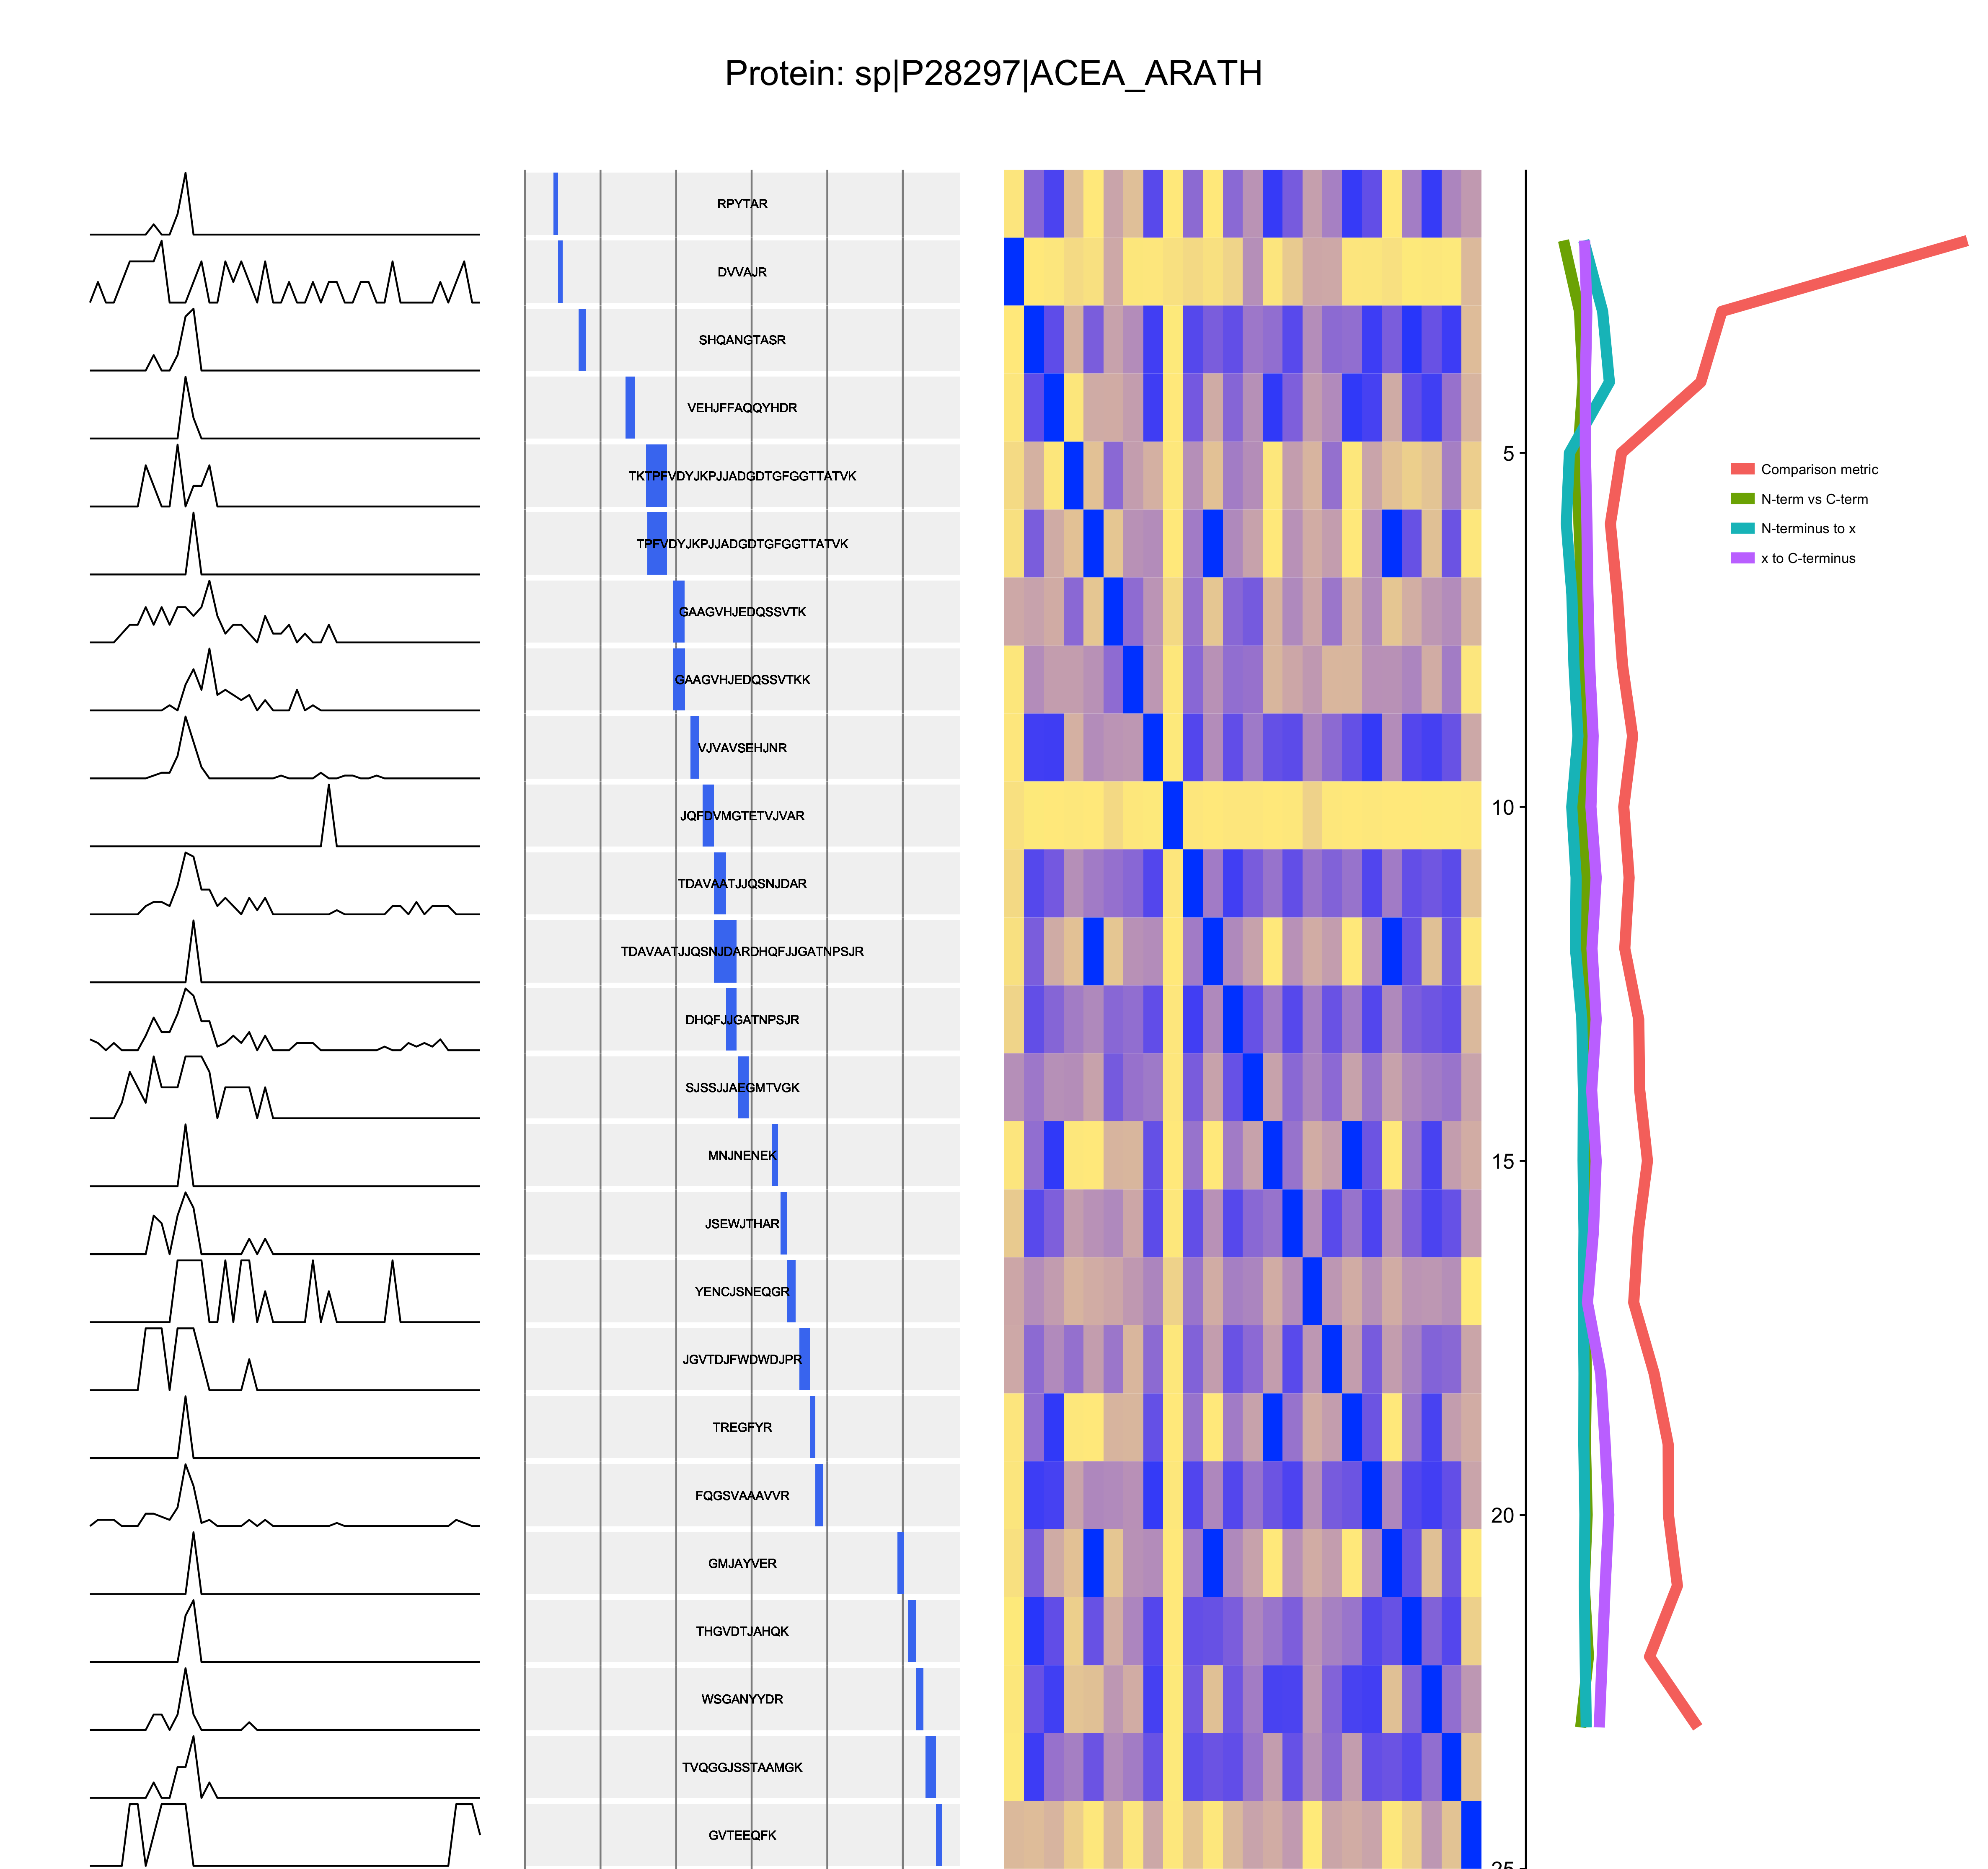 Protein: sp|P28297|ACEA_ARATH
RPYTAR
DVVAJR
SHQANGTASR
VEHJFFAQQYHDR
TKTPFVDYJKPJJADGDTGFGGTTATVK
TPFVDYJKPJJADGDTGFGGTTATVK
GAAGVHJEDQSSVTK
GAAGVHJEDQSSVTKK
VJVAVSEHJNR
JQFDVMGTETVJVAR
TDAVAATJJQSNJDAR
TDAVAATJJQSNJDARDHQFJJGATNPSJR
DHQFJJGATNPSJR
SJSSJJAEGMTVGK
MNJNENEK
JSEWJTHAR
YENCJSNEQGR
JGVTDJFWDWDJPR
TREGFYR
FQGSVAAAVVR
GMJAYVER
THGVDTJAHQK
WSGANYYDR
TVQGGJSSTAAMGK
GVTEEQFK
5
10
15
20
25
Comparison metric
N-term vs C-term
N-terminus to x
x to C-terminus